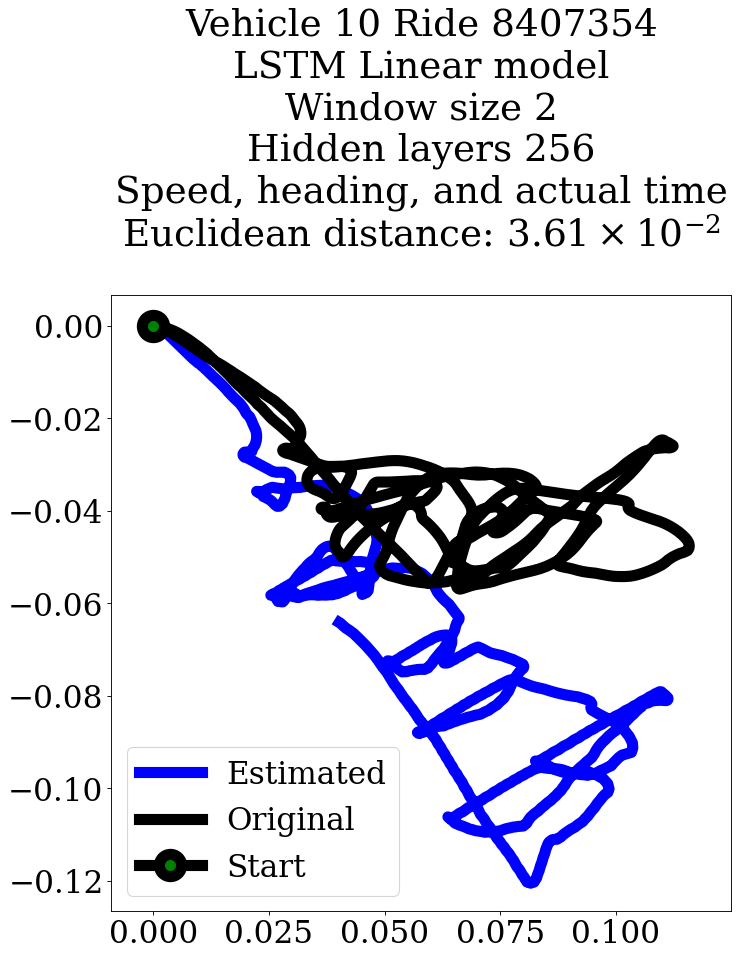 Vehicle 10 Ride 8407354
LSTM Linear model
Window size 2
Hidden layers 256
Speed, heading, and actual time
Euclidean distance: 3.61 × 10⁻²
0.00
−0.02
−0.04
−0.06
−0.08
−0.10
−0.12
Estimated
Original
Start
0.000 0.025 0.050 0.075 0.100